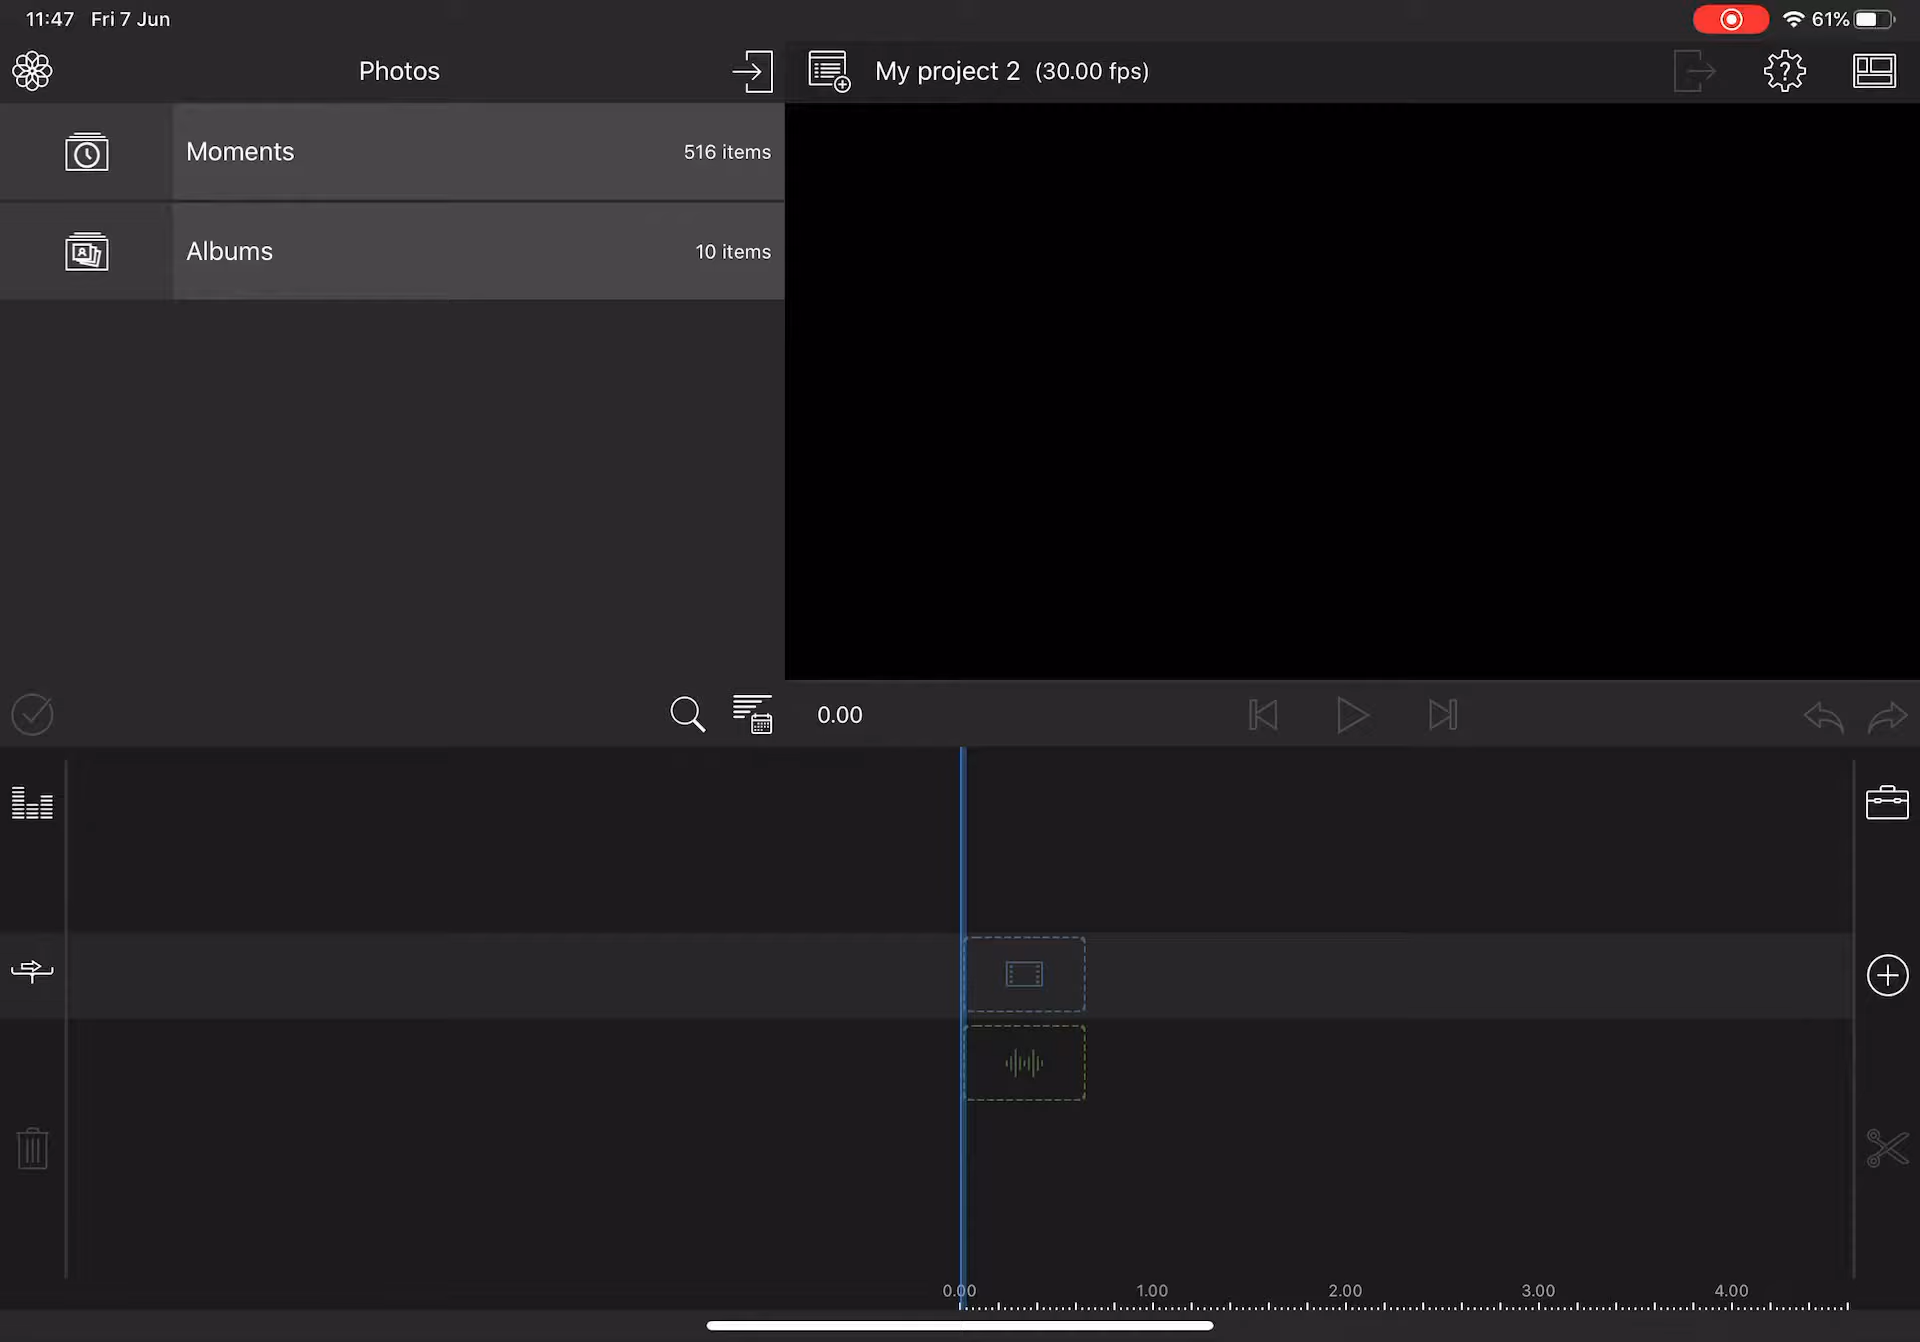 11:47 Fri 7 Jun
61%
Photos
My project 2 (30.00 fps)
Moments
516 items
Albums
10 items
0.00
0.00 1.00 2.00 3.00 4.00